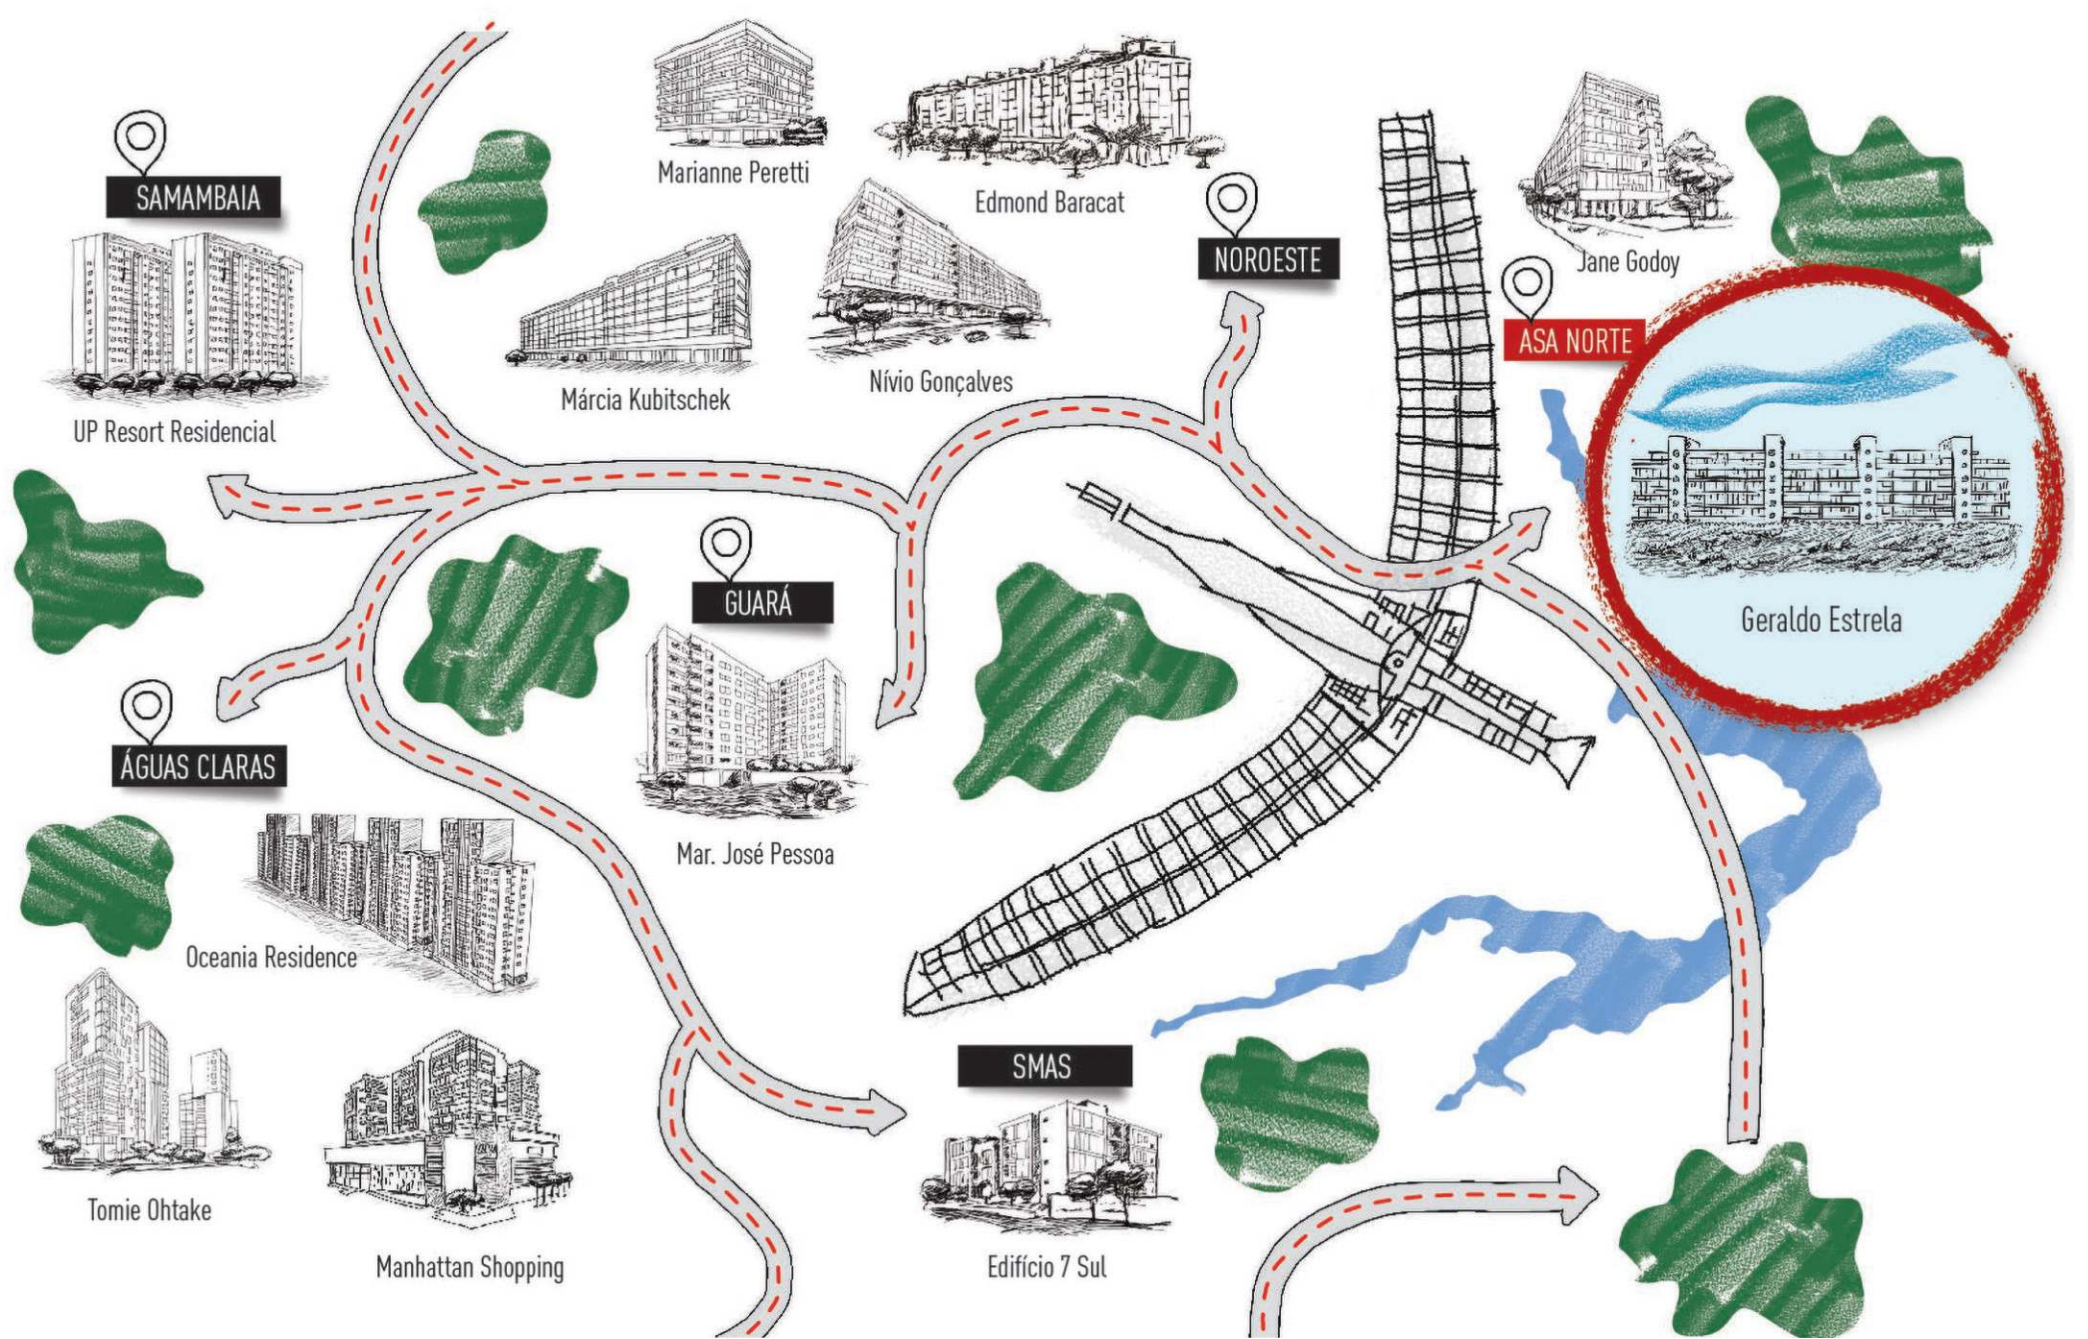 SAMAMBAIA
UP Resort Residencial
Marianne Peretti
Edmond Baracat
Márcia Kubitschek
Nívio Gonçalves
NOROESTE
Jane Godoy
ASA NORTE
Geraldo Estrela
GUARÁ
Mar. José Pessoa
ÁGUAS CLARAS
Oceania Residence
Tomie Ohtake
Manhattan Shopping
SMAS
Edifício 7 Sul